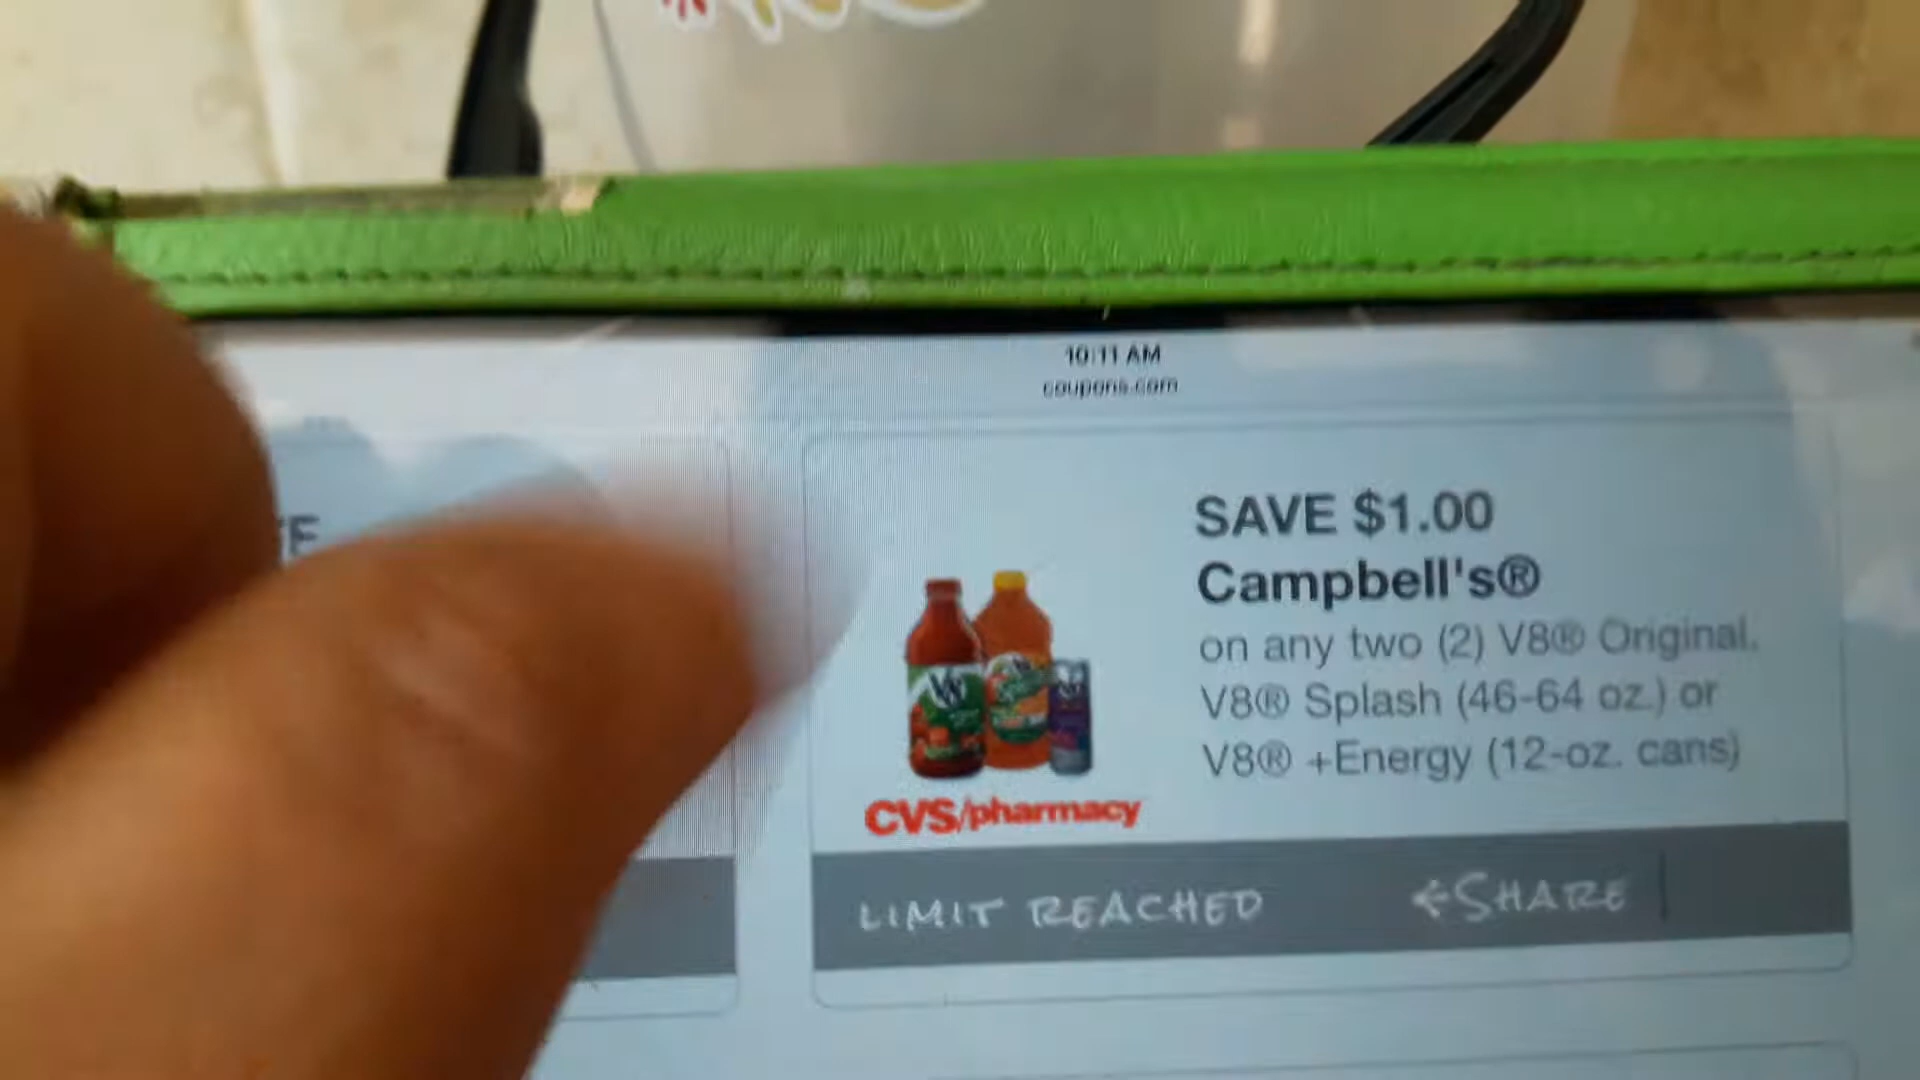 10:11 AM
coupons.com
SAVE $1.00
Campbell's®
on any two (2) V8® Original,
V8® Splash (46-64 oz.) or
V8® +Energy (12-oz. cans)
V8
CVS/pharmacy
LIMIT REACHED
SHARE